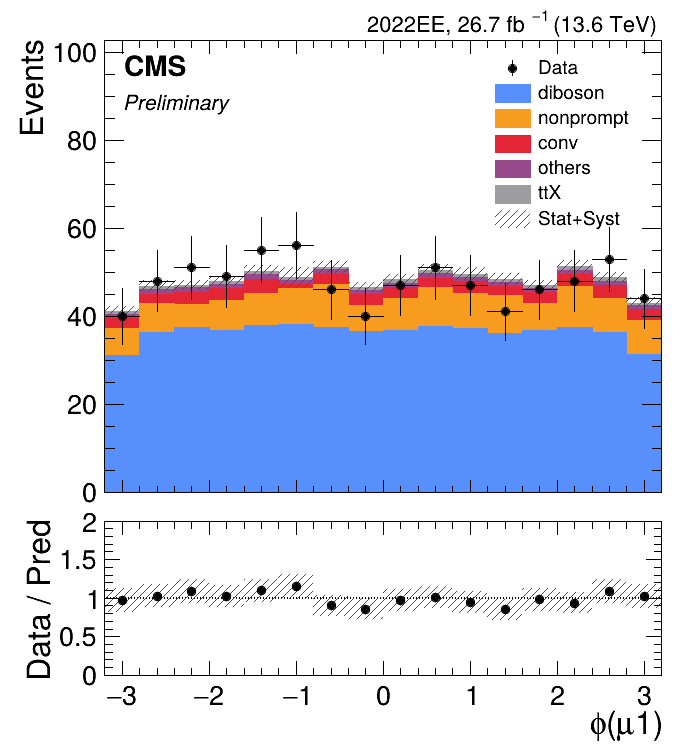 2022EE, 26.7 fb⁻¹ (13.6 TeV)
Events
100
80
60
40
20
0
CMS
Preliminary
Data
diboson
nonprompt
conv
others
ttX
Stat+Syst
Data / Pred
2
1.5
1
0.5
0
−3 −2 −1 0 1 2 3
ϕ(μ1)